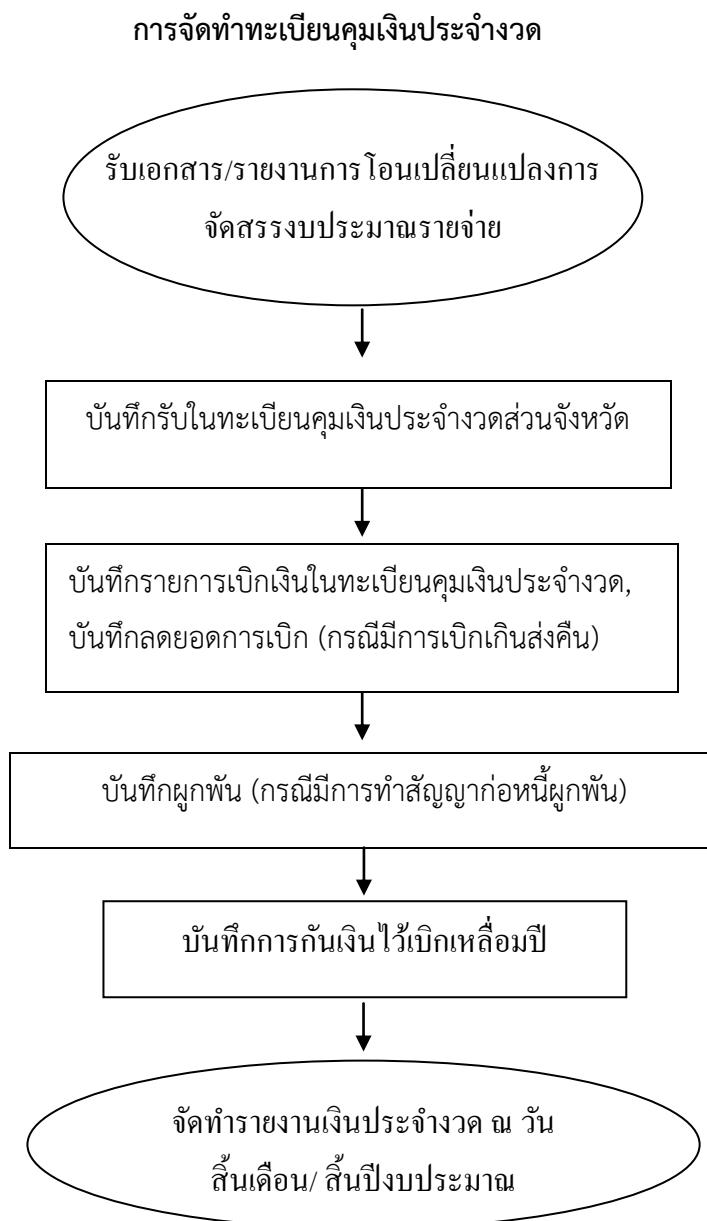 การจัดทำทะเบียนคุมเงินประจำงวด
รับเอกสาร/รายงานการโอนเปลี่ยนแปลงการ
จัดสรรงบประมาณรายจ่าย
บันทึกรับในทะเบียนคุมเงินประจำงวดส่วนจังหวัด
บันทึกรายการเบิกเงินในทะเบียนคุมเงินประจำงวด,
บันทึกลดยอดการเบิก (กรณีมีการเบิกเกินส่งคืน)
บันทึกผูกพัน (กรณีมีการทำสัญญาก่อหนี้ผูกพัน)
บันทึกการกันเงินไว้เบิกเหลื่อมปี
จัดทำรายงานเงินประจำงวด ณ วัน
สิ้นเดือน/ สิ้นปีงบประมาณ